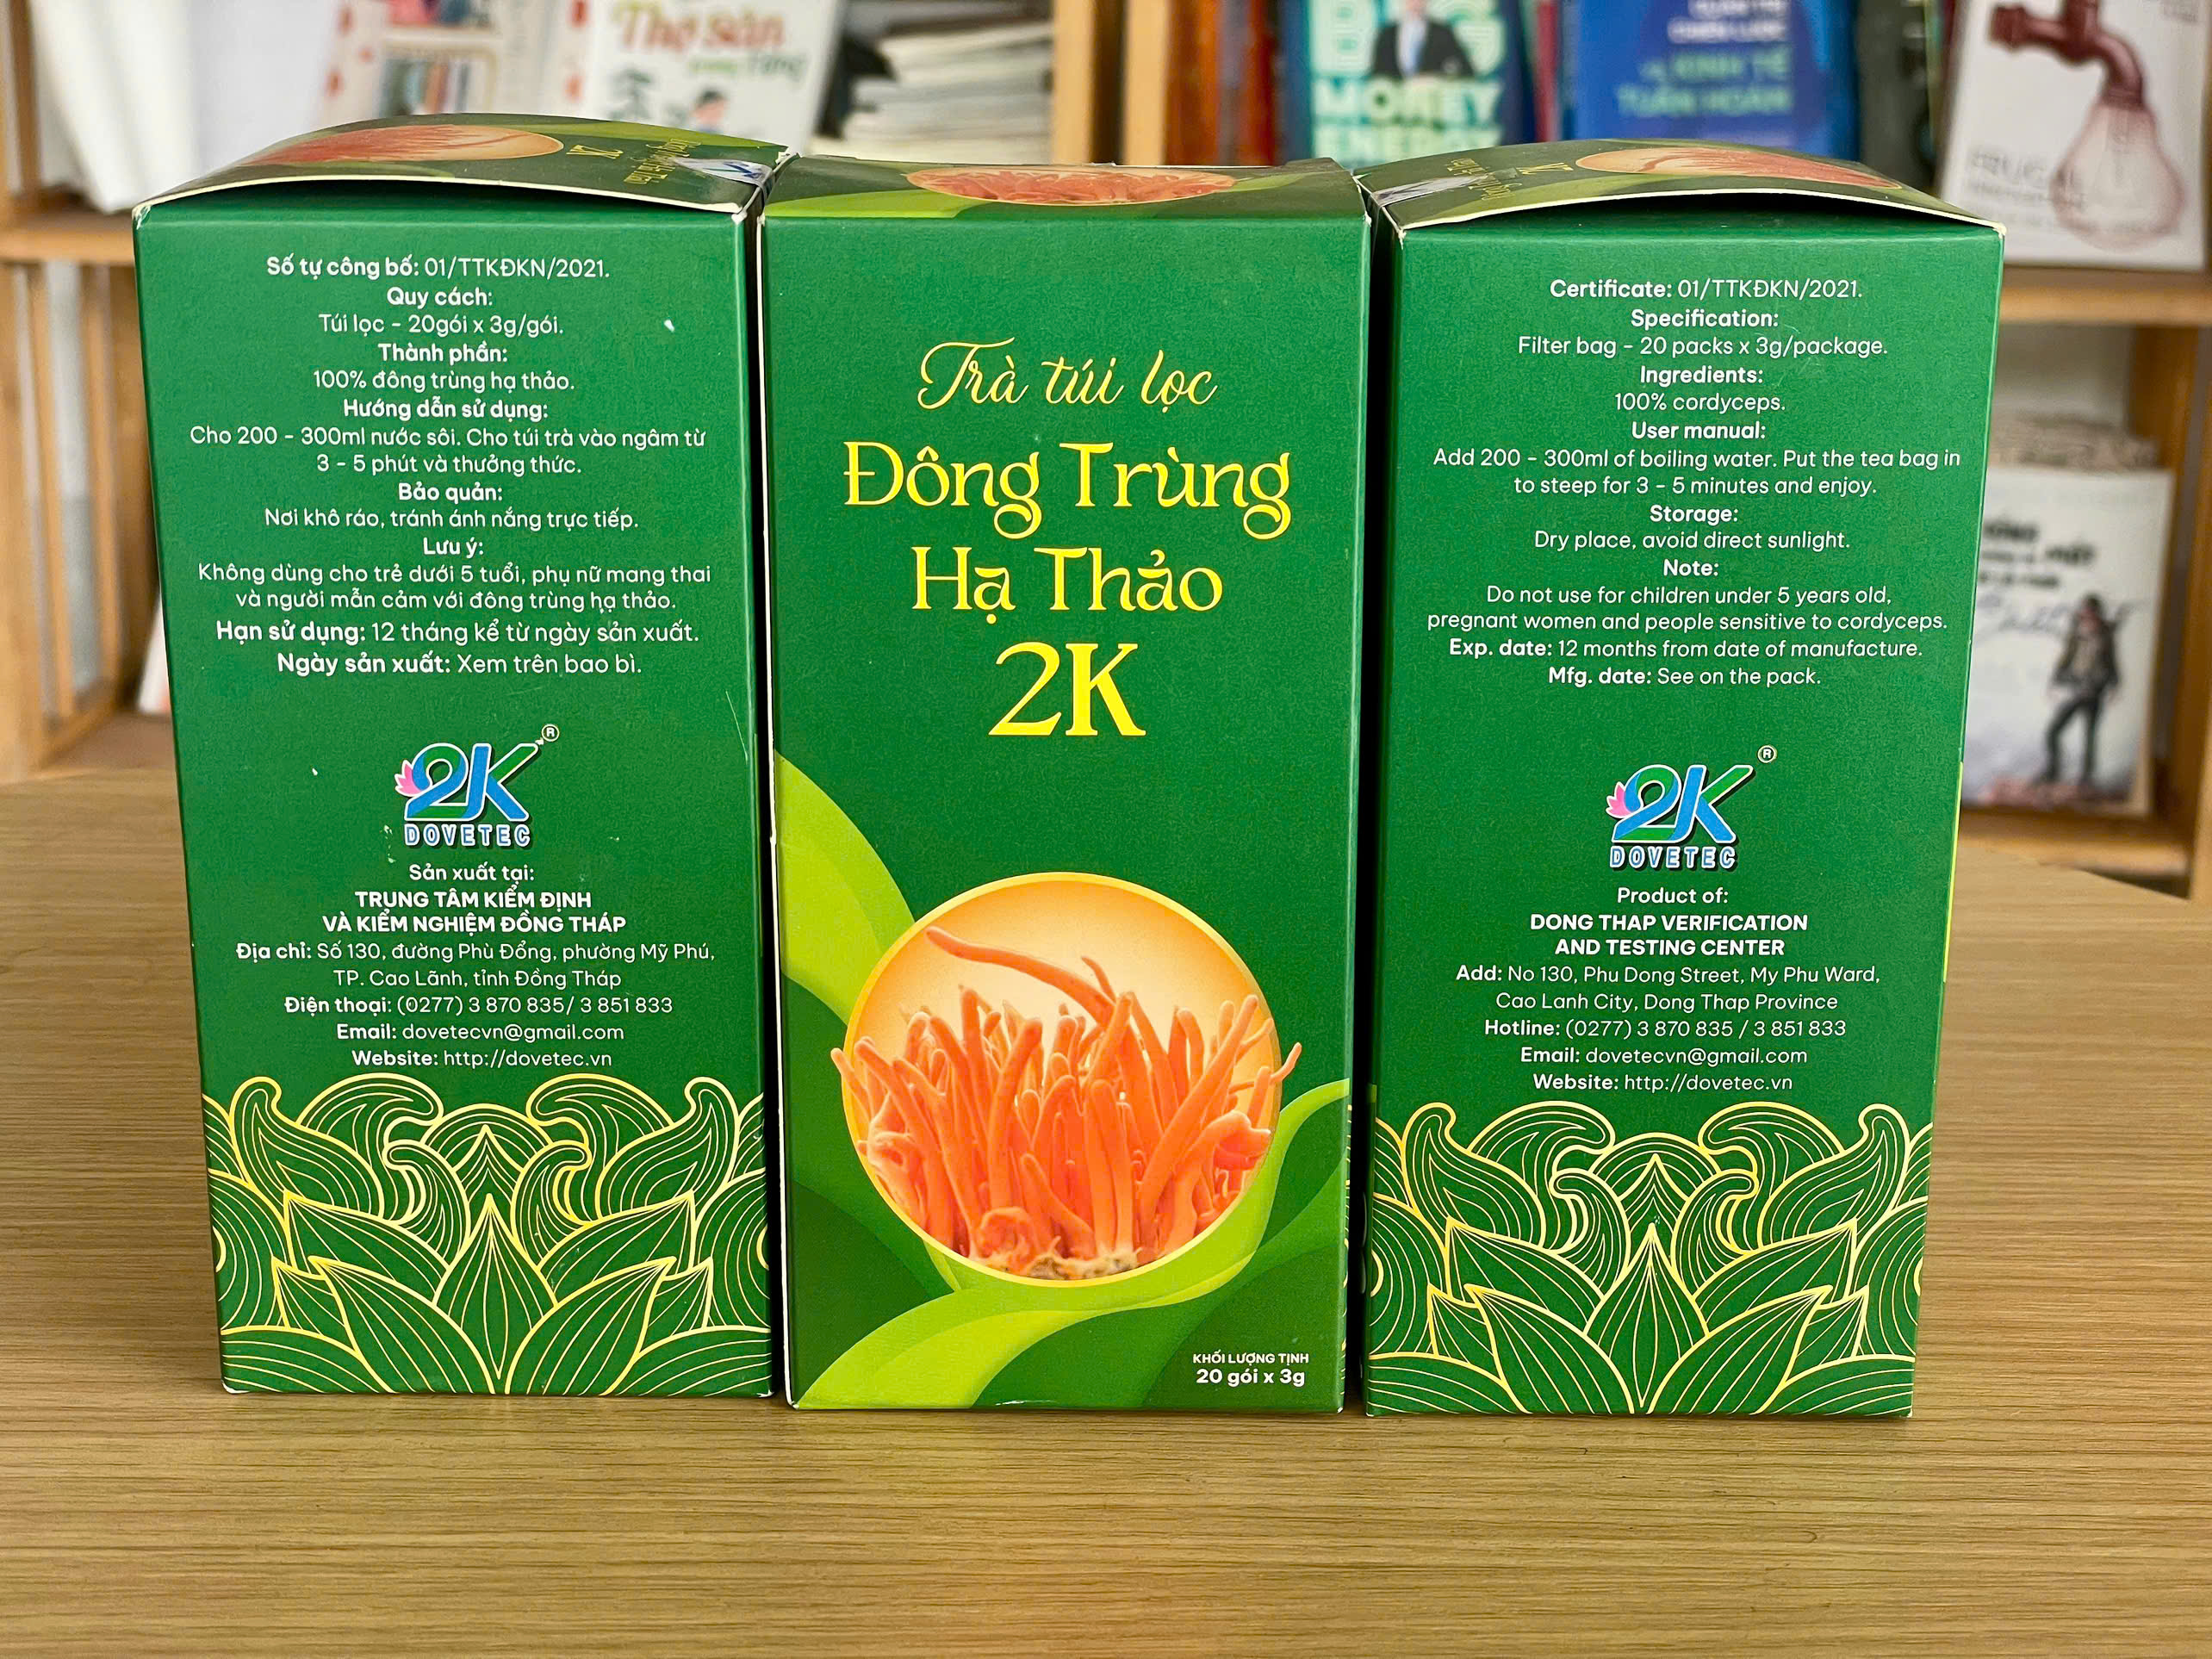 Số tự công bố: 01/TTKĐKN/2021.
Quy cách:
Túi lọc - 20gói x 3g/gói.
Thành phần:
100% đông trùng hạ thảo.
Hướng dẫn sử dụng:
Cho 200 - 300ml nước sôi. Cho túi trà vào ngâm từ
3 - 5 phút và thưởng thức.
Bảo quản:
Nơi khô ráo, tránh ánh nắng trực tiếp.
Lưu ý:
Không dùng cho trẻ dưới 5 tuổi, phụ nữ mang thai
và người mẫn cảm với đông trùng hạ thảo.
Hạn sử dụng: 12 tháng kể từ ngày sản xuất.
Ngày sản xuất: Xem trên bao bì.
2K®
DOVETEC
Sản xuất tại:
TRUNG TÂM KIỂM ĐỊNH
VÀ KIỂM NGHIỆM ĐỒNG THÁP
Địa chỉ: Số 130, đường Phù Đổng, phường Mỹ Phú,
TP. Cao Lãnh, tỉnh Đồng Tháp
Điện thoại: (0277) 3 870 835/ 3 851 833
Email: dovetecvn@gmail.com
Website: http://dovetec.vn
Trà túi lọc
Đông Trùng
Hạ Thảo
2K
KHỐI LƯỢNG TỊNH
20 gói x 3g
Certificate: 01/TTKĐKN/2021.
Specification:
Filter bag - 20 packs x 3g/package.
Ingredients:
100% cordyceps.
User manual:
Add 200 - 300ml of boiling water. Put the tea bag in
to steep for 3 - 5 minutes and enjoy.
Storage:
Dry place, avoid direct sunlight.
Note:
Do not use for children under 5 years old,
pregnant women and people sensitive to cordyceps.
Exp. date: 12 months from date of manufacture.
Mfg. date: See on the pack.
2K®
DOVETEC
Product of:
DONG THAP VERIFICATION
AND TESTING CENTER
Add: No 130, Phu Dong Street, My Phu Ward,
Cao Lanh City, Dong Thap Province
Hotline: (0277) 3 870 835 / 3 851 833
Email: dovetecvn@gmail.com
Website: http://dovetec.vn
2K
2K
Thợ Săn
BIG
MONEY
ENERGY
KINH TẾ
TUẦN HOÀN
FRUGAL